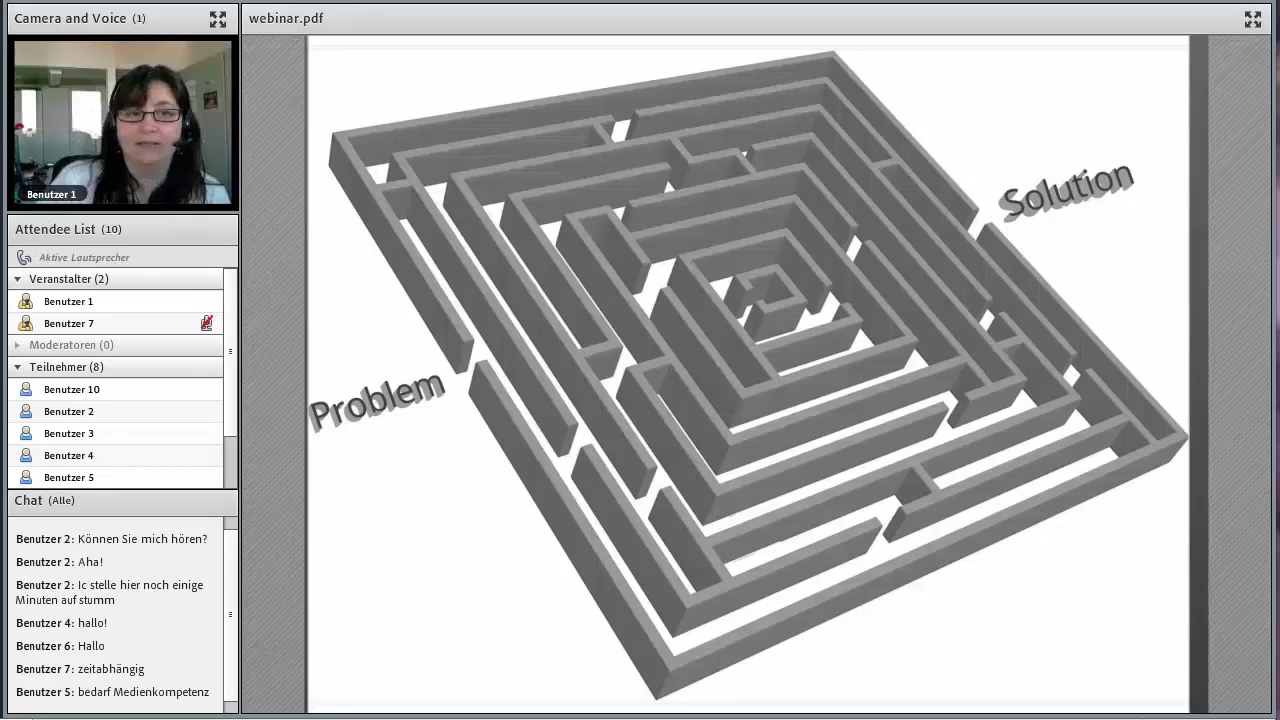 Camera and Voice (1)
Benutzer 1
Attendee List (10)
Aktive Lautsprecher
Veranstalter (2)
Benutzer 1
Benutzer 7
Moderatoren (0)
Teilnehmer (8)
Benutzer 10
Benutzer 2
Benutzer 3
Benutzer 4
Benutzer 5
Chat (Alle)
Benutzer 2: Können Sie mich hören?
Benutzer 2: Aha!
Benutzer 2: Ic stelle hier noch einige
Minuten auf stumm
Benutzer 4: hallo!
Benutzer 6: Hallo
Benutzer 7: zeitabhängig
Benutzer 5: bedarf Medienkompetenz
webinar.pdf
Problem
Solution